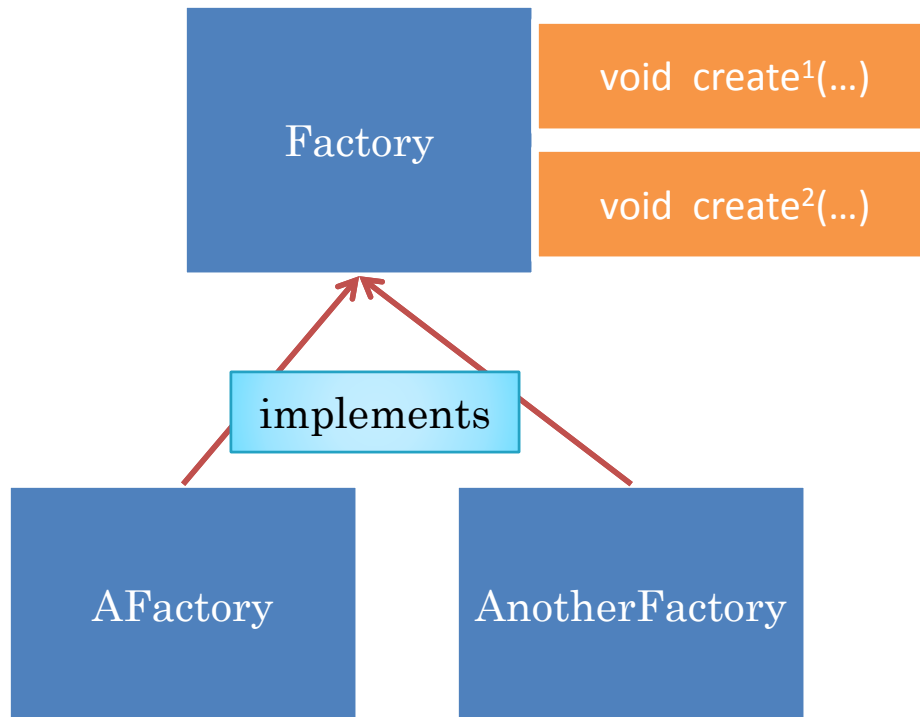 Factory
void create¹(...)
void create²(...)
implements
AFactory
AnotherFactory